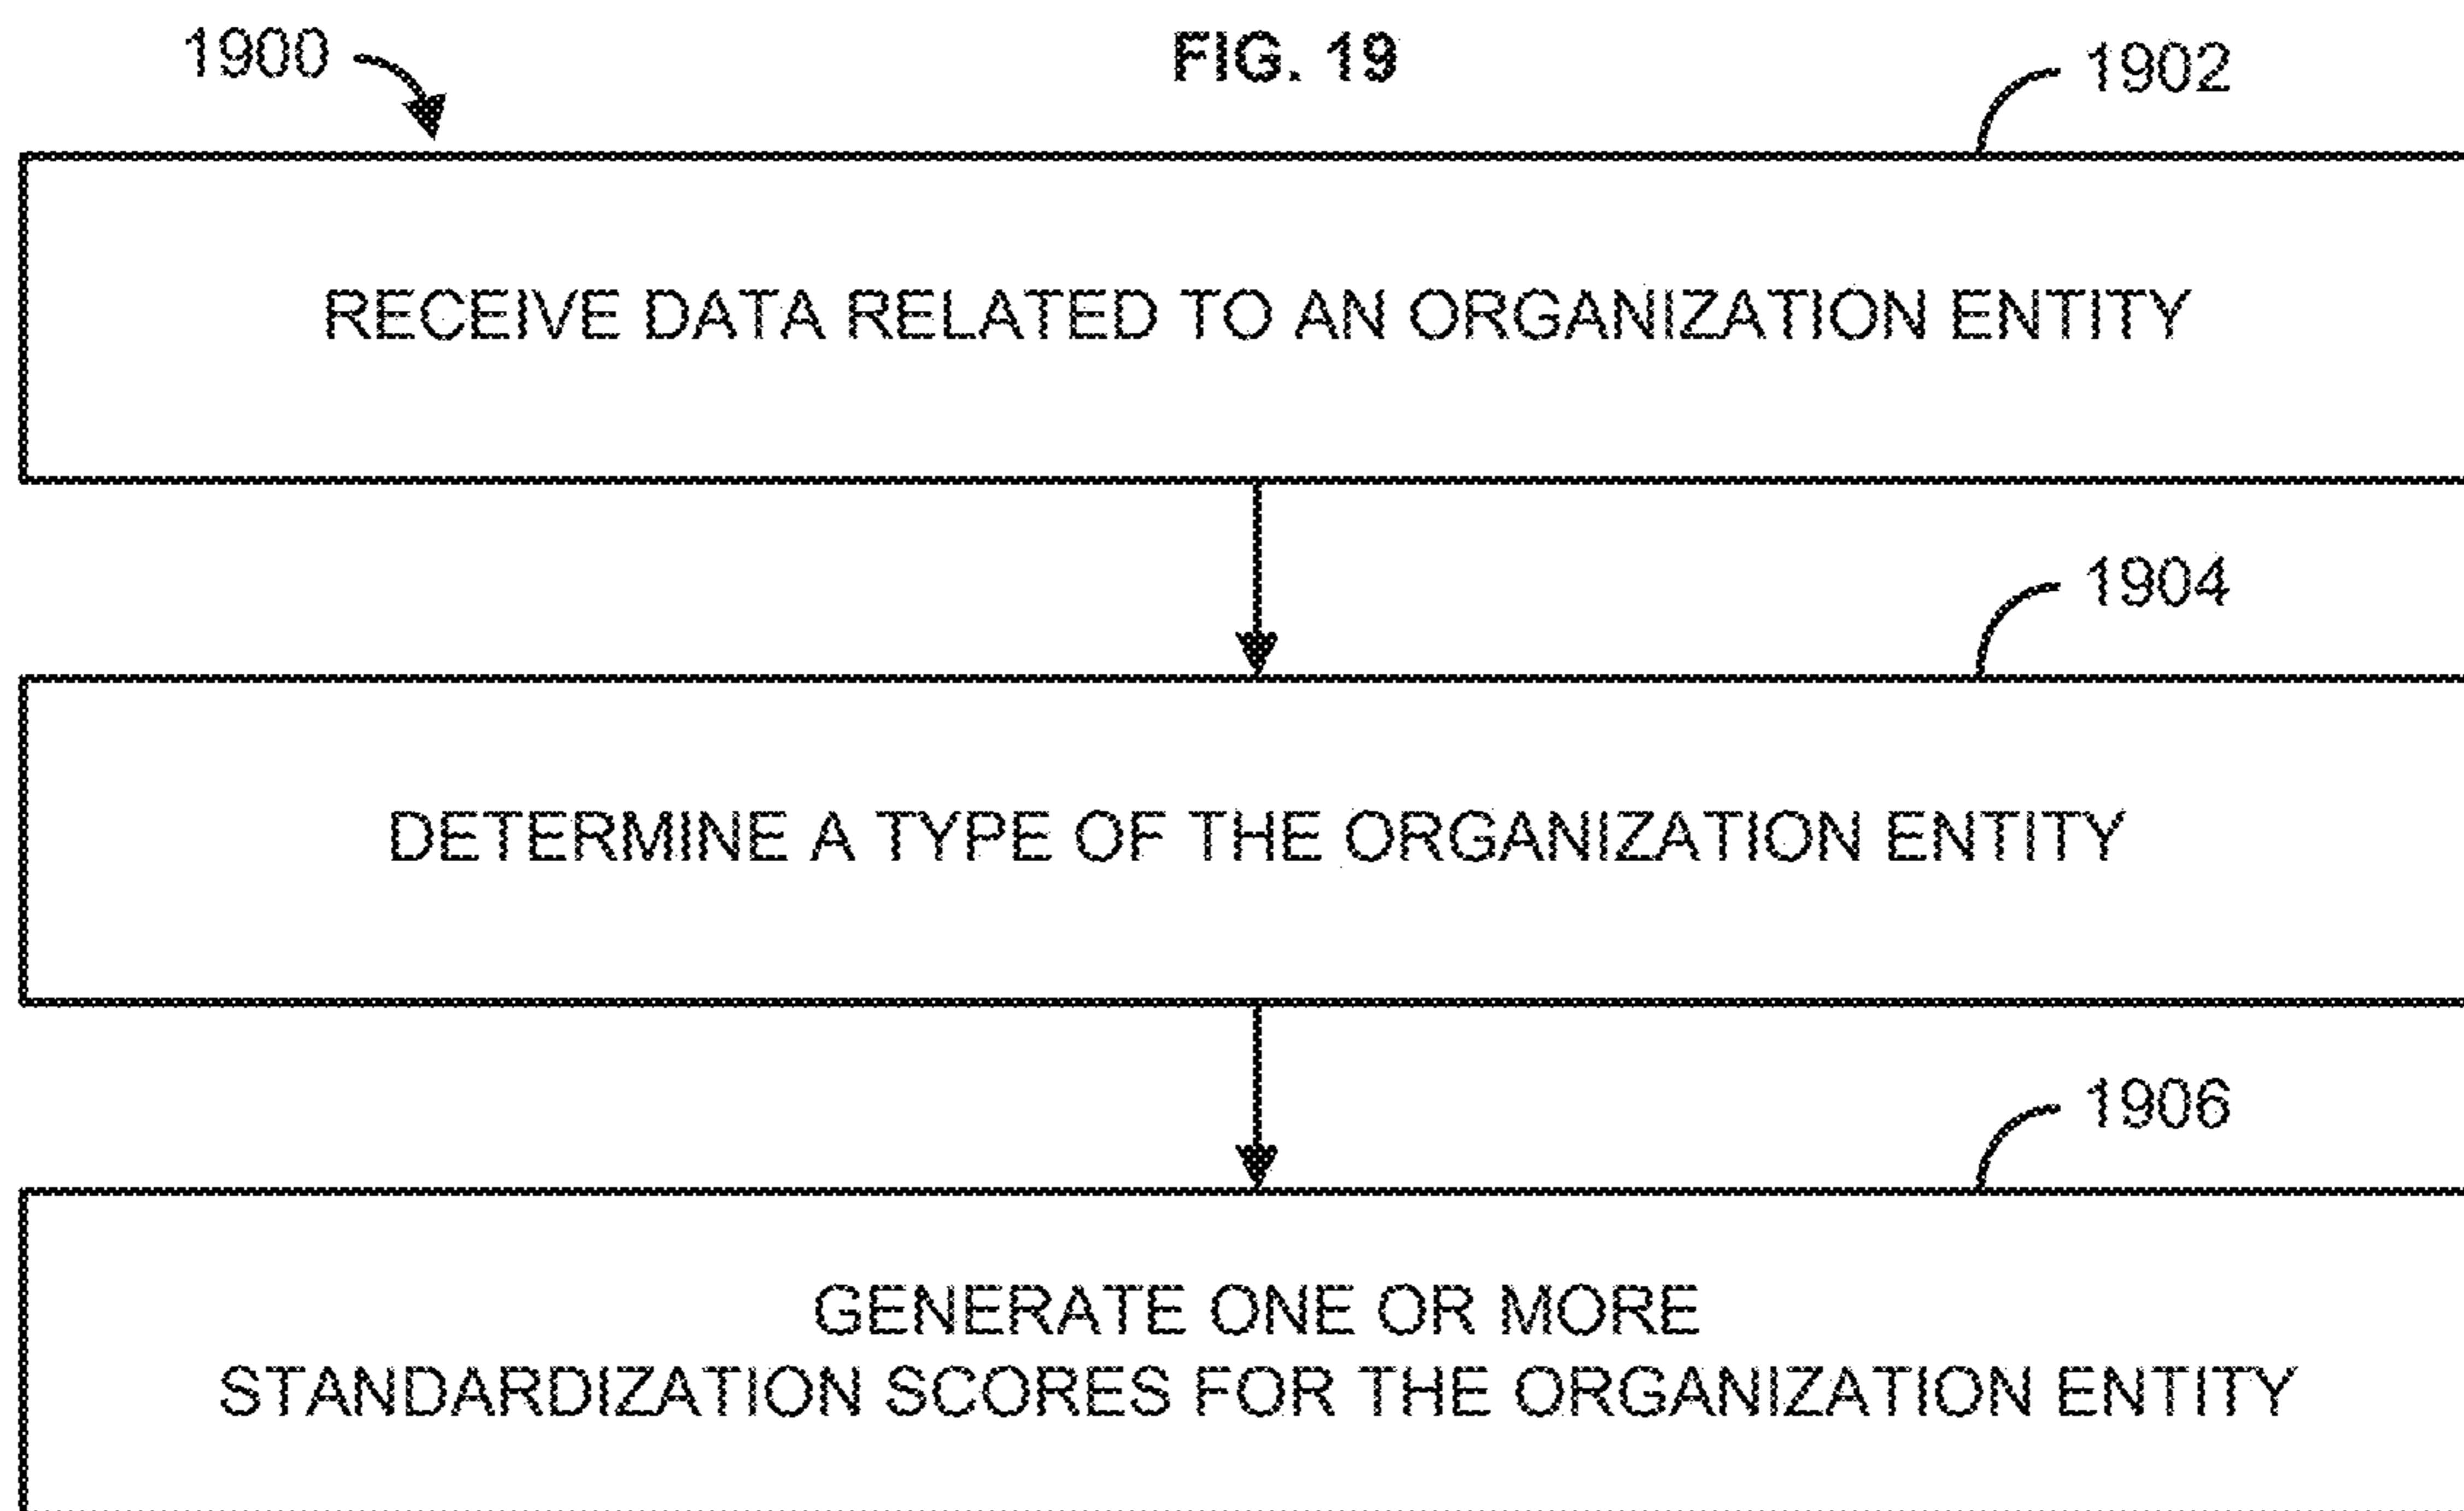 1900
FIG. 19
1902
RECEIVE DATA RELATED TO AN ORGANIZATION ENTITY
1904
DETERMINE A TYPE OF THE ORGANIZATION ENTITY
1906
GENERATE ONE OR MORE
STANDARDIZATION SCORES FOR THE ORGANIZATION ENTITY